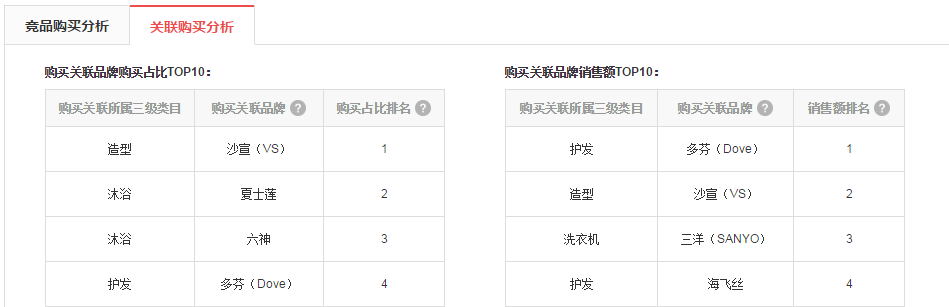 竞品购买分析 关联购买分析
购买关联品牌购买占比TOP10：
购买关联所属三级类目 购买关联品牌 ? 购买占比排名 ?
造型 沙宣（VS） 1
沐浴 夏士莲 2
沐浴 六神 3
护发 多芬（Dove） 4
购买关联品牌销售额TOP10：
购买关联所属三级类目 购买关联品牌 ? 销售额排名 ?
护发 多芬（Dove） 1
造型 沙宣（VS） 2
洗衣机 三洋（SANYO） 3
护发 海飞丝 4